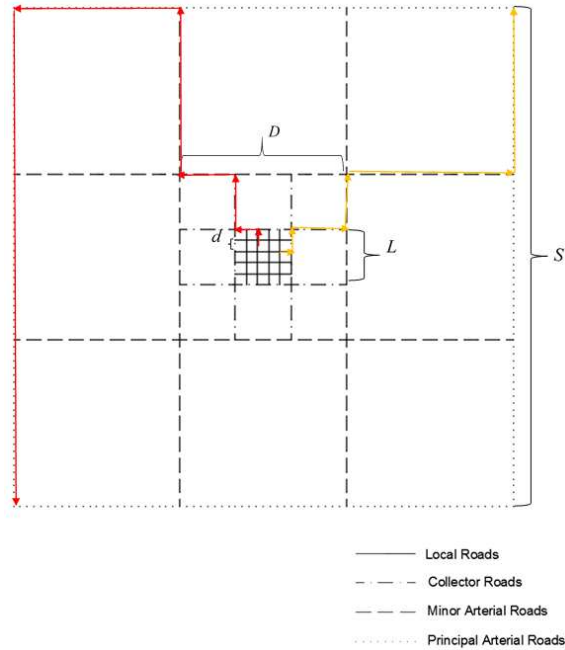 D
d
L
S
Local Roads
Collector Roads
Minor Arterial Roads
Principal Arterial Roads